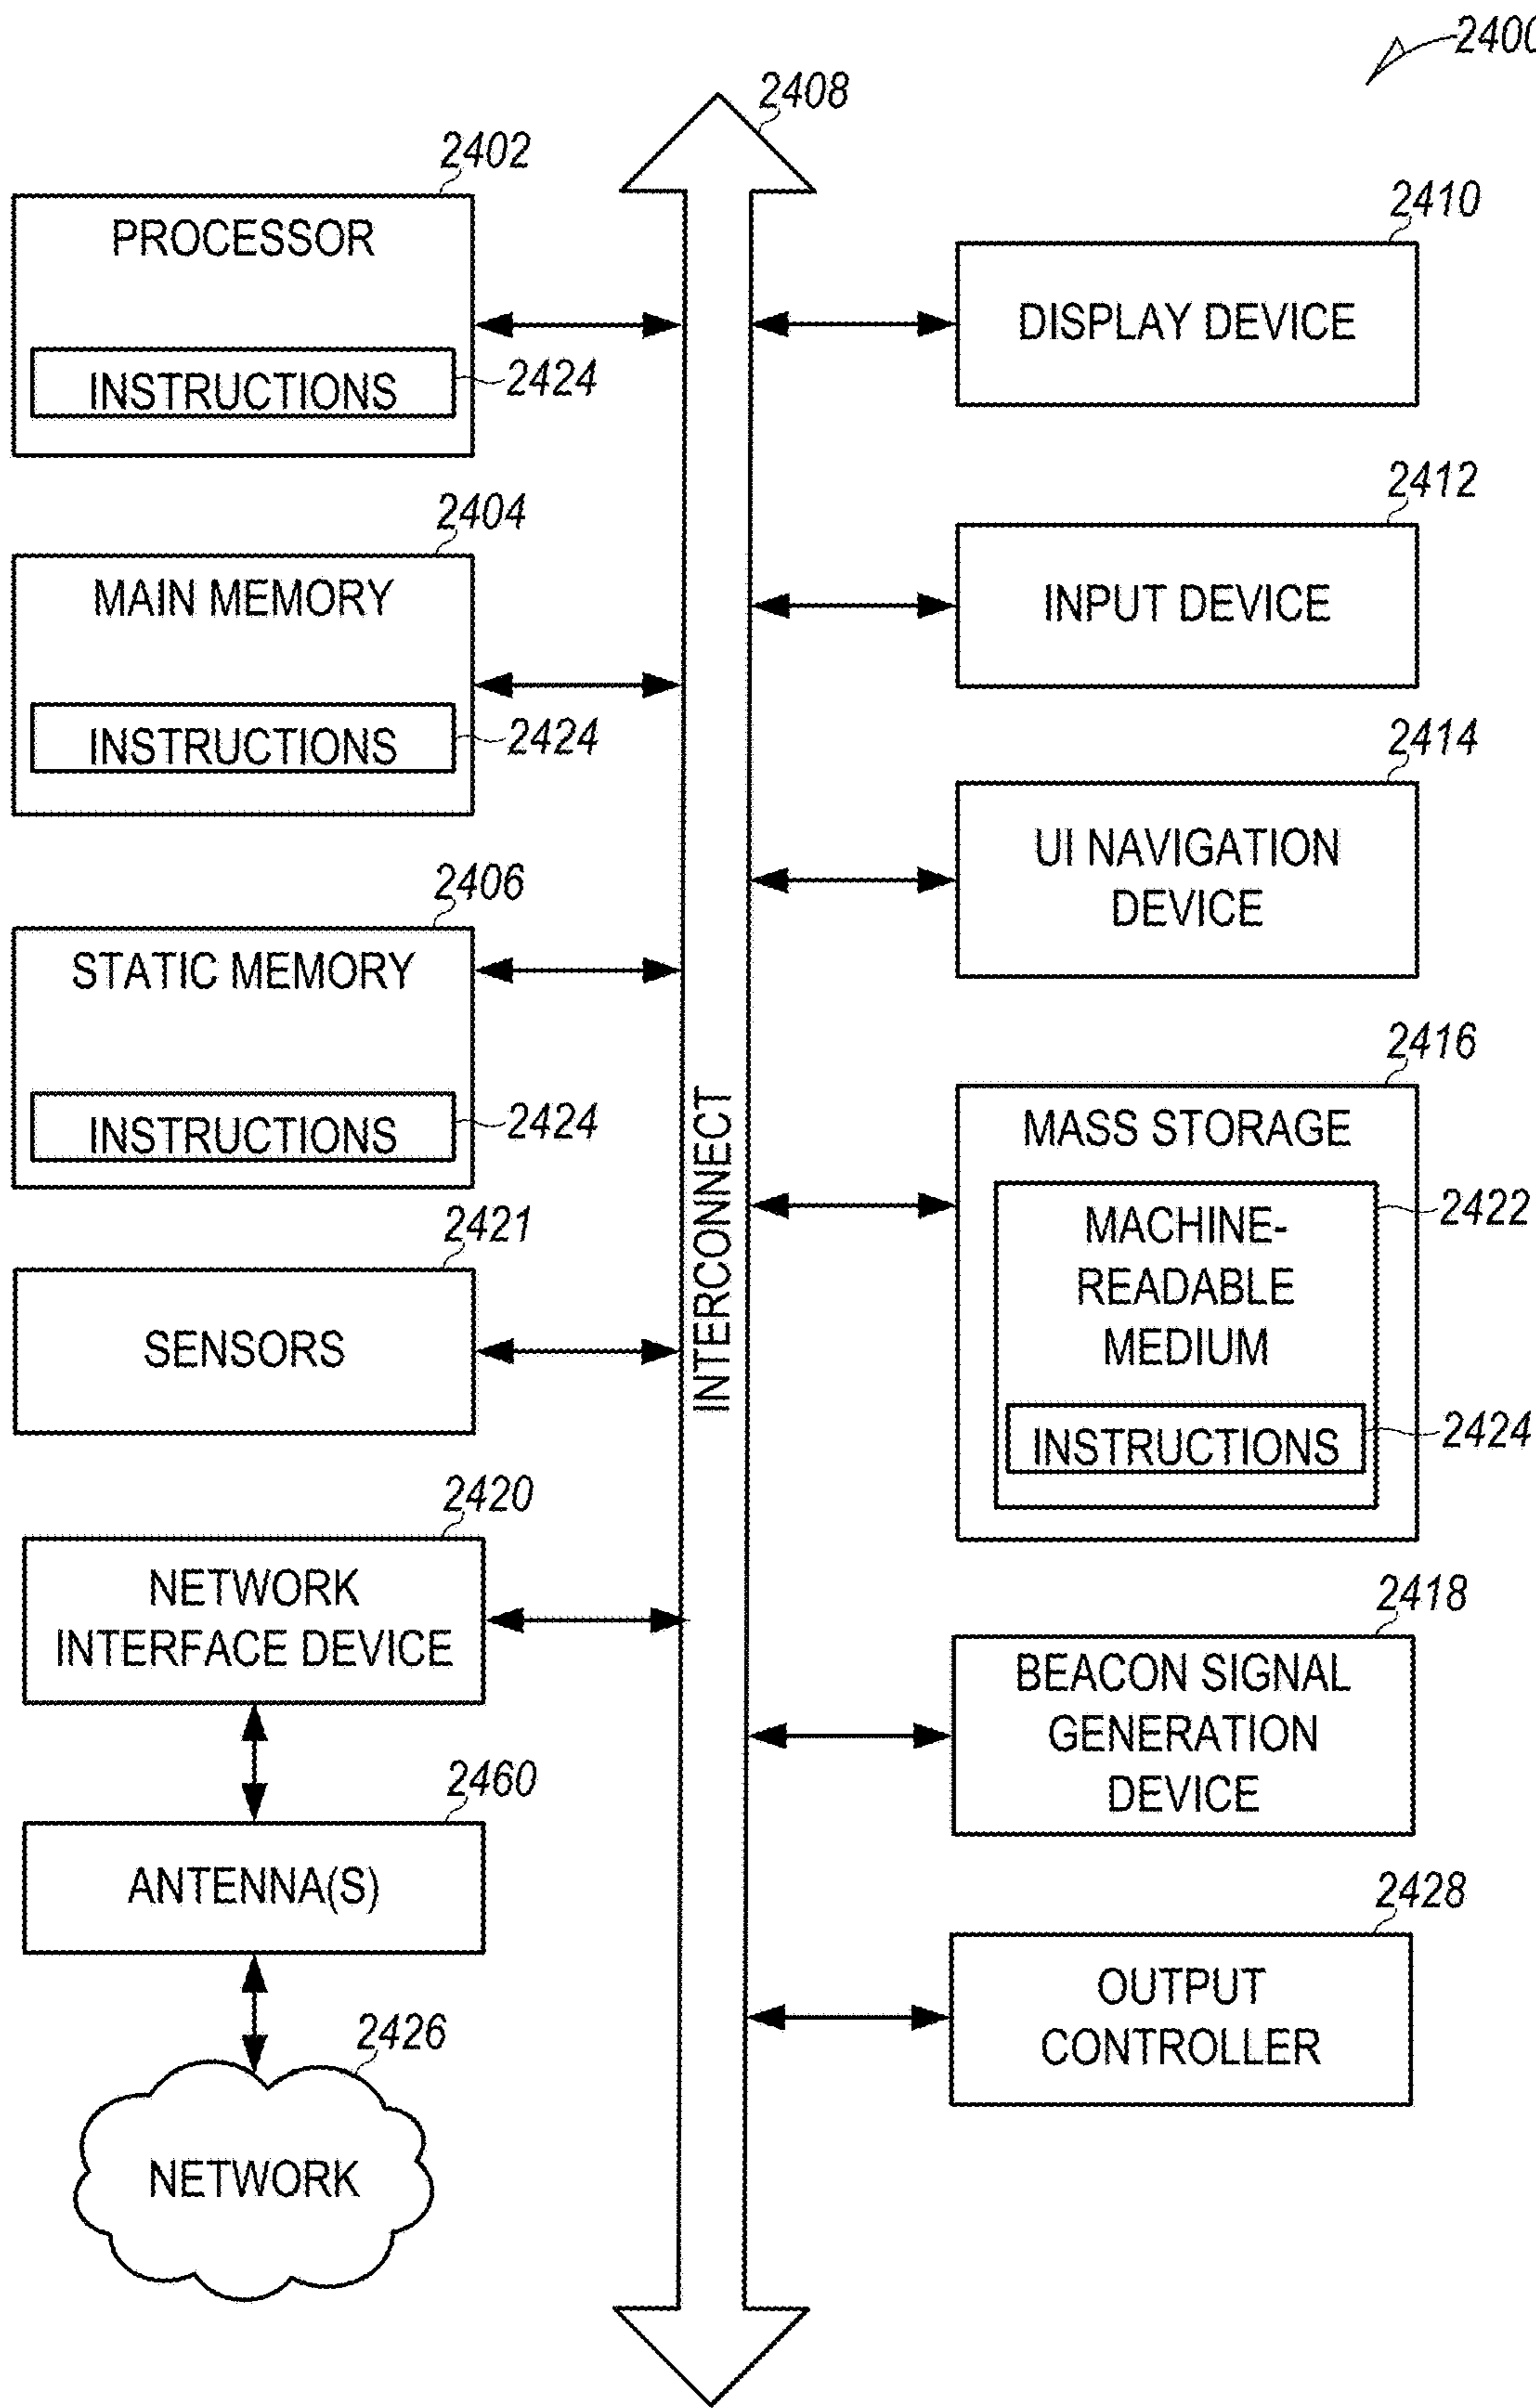 2400
2408
2402
PROCESSOR
INSTRUCTIONS
2424
2404
MAIN MEMORY
INSTRUCTIONS
2424
2406
STATIC MEMORY
INSTRUCTIONS
2424
2421
SENSORS
2420
NETWORK
INTERFACE DEVICE
2460
ANTENNA(S)
2426
NETWORK
INTERCONNECT
2410
DISPLAY DEVICE
2412
INPUT DEVICE
2414
UI NAVIGATION
DEVICE
2416
MASS STORAGE
2422
MACHINE-
READABLE
MEDIUM
INSTRUCTIONS
2424
2418
BEACON SIGNAL
GENERATION
DEVICE
2428
OUTPUT
CONTROLLER